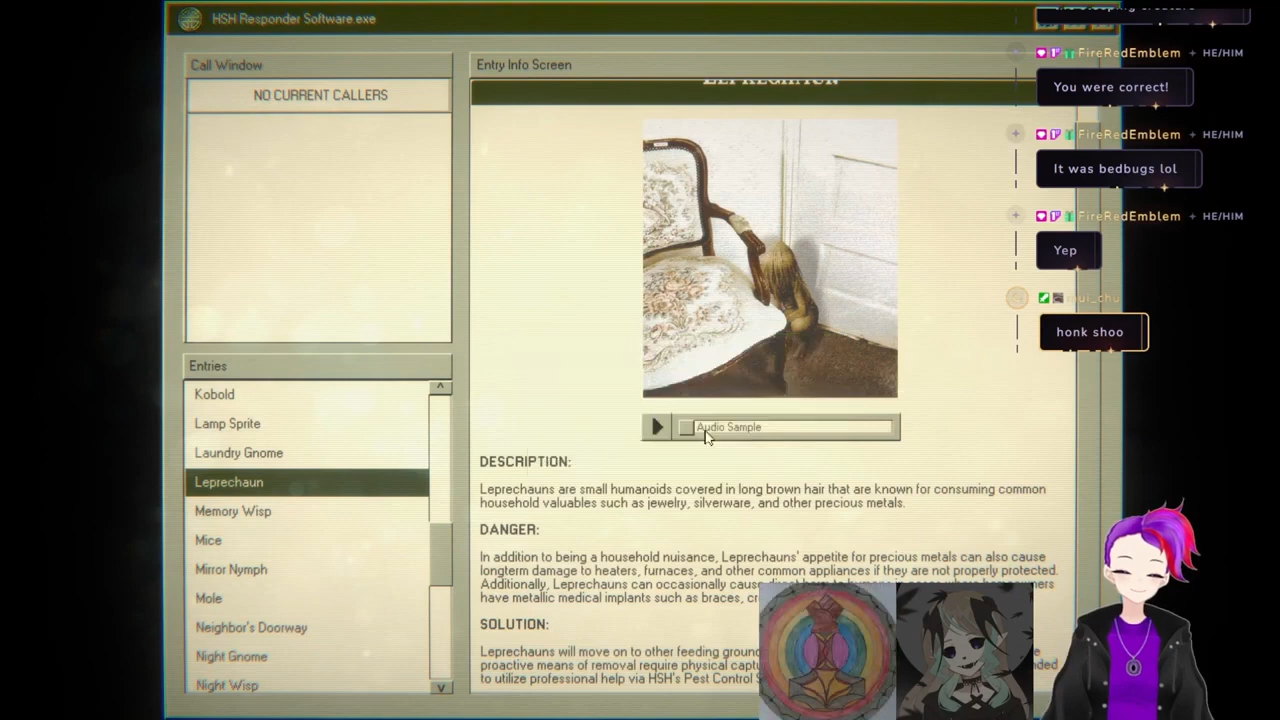 HSH Responder Software.exe
Call Window
NO CURRENT CALLERS
Entries
Kobold
Lamp Sprite
Laundry Gnome
Leprechaun
Memory Wisp
Mice
Mirror Nymph
Mole
Neighbor's Doorway
Night Gnome
Night Wisp
Entry Info Screen
LEPRECHAUN
Audio Sample
DESCRIPTION:
Leprechauns are small humanoids covered in long brown hair that are known for consuming common
household valuables such as jewelry, silverware, and other precious metals.
DANGER:
In addition to being a household nuisance, Leprechauns' appetite for precious metals can also cause
longterm damage to heaters, furnaces, and other common appliances if they are not properly protected.
Additionally, Leprechauns can occasionally cause
have metallic medical implants such as braces,
SOLUTION:
Leprechauns will move on to other feeding
proactive means of removal require physical
to utilize professional help via HSH's Pest Control
FireRedEmblem + HE/HIM
You were correct!
FireRedEmblem + HE/HIM
It was bedbugs lol
FireRedEmblem + HE/HIM
Yep
honk shoo